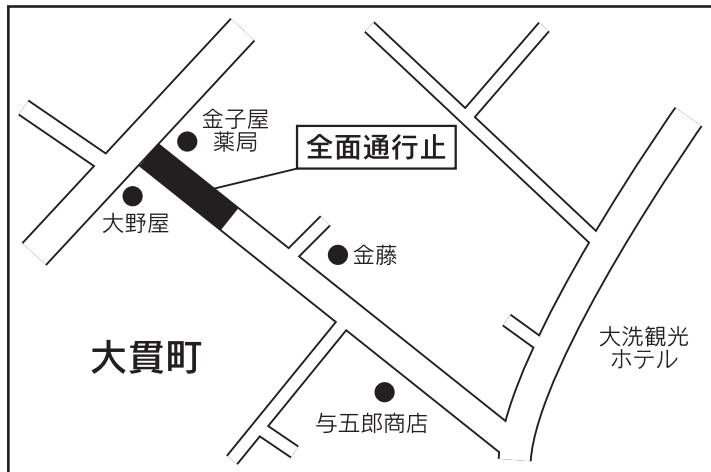 金子屋
薬局
全面通行止
大野屋
金藤
大貫町
大洗観光
ホテル
与五郎商店